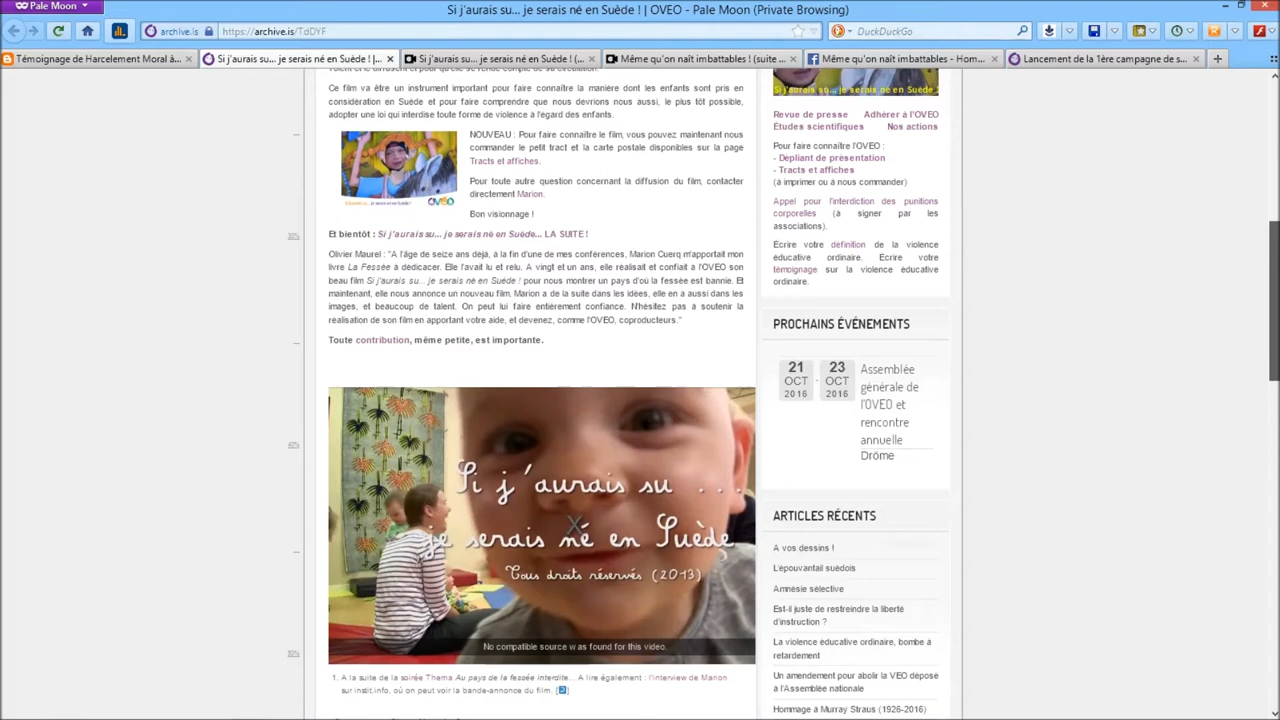 Pale Moon
Si j'aurais su... je serais né en Suède ! | OVEO - Pale Moon (Private Browsing)
archive.is
https://archive.is/TdDYF
DuckDuckGo
Témoignage de Harcelement Moral à...
Si j'aurais su... je serais né en Suède ! |...
Si j'aurais su... je serais né en Suède ! (...
Même qu'on naît imbattables ! (suite ...
Même qu'on naît imbattables - Hom...
Lancement de la 1ère campagne de s...
Ce film va être un instrument important pour faire connaître la manière dont les enfants sont pris en
considération en Suède et pour faire comprendre que nous devrions nous aussi, le plus tôt possible,
adopter une loi qui interdise toute forme de violence à l'égard des enfants.
NOUVEAU : Pour faire connaître le film, vous pouvez maintenant nous
commander le petit tract et la carte postale disponibles sur la page
Tracts et affiches.
Pour toute autre question concernant la diffusion du film, contacter
directement Marion.
OVEO
Bon visionnage !
Et bientôt : Si j'aurais su... je serais né en Suède... LA SUITE !
Olivier Maurel : "A l'âge de seize ans déjà, à la fin d'une de mes conférences, Marion Cuerq m'apportait mon
livre La Fessée à dédicacer. Elle l'avait lu et relu. A vingt et un ans, elle réalisait et confiait à l'OVEO son
beau film Si j'aurais su... je serais né en Suède ! pour nous montrer un pays d'où la fessée est bannie. Et
maintenant, elle nous annonce un nouveau film. Marion a de la suite dans les idées, elle en a aussi dans les
images, et beaucoup de talent. On peut lui faire entièrement confiance. N'hésitez pas à soutenir la
réalisation de son film en apportant votre aide, et devenez, comme l'OVEO, coproducteurs."
Toute contribution, même petite, est importante.
Si j'aurais su ...
je serais né en Suède
Tous droits réservés (2013)
No compatible source was found for this video.
1. A la suite de la soirée Thema Au pays de la fessée interdite... A lire également : l'interview de Marion
sur instit.info, où on peut voir la bande-annonce du film. [↩]
Si j'aurais su... je serais né en Suède !
Revue de presse Adhérer à l'OVEO
Études scientifiques Nos actions
Pour faire connaître l'OVEO :
- Dépliant de présentation
- Tracts et affiches
(à imprimer ou à nous commander)
Appel pour l'interdiction des punitions
corporelles (à signer par les
associations).
Écrire votre définition de la violence
éducative ordinaire. Écrire votre
témoignage sur la violence éducative
ordinaire.
PROCHAINS ÉVÉNEMENTS
21
OCT
2016
-
23
OCT
2016
Assemblée
générale de
l'OVEO et
rencontre
annuelle
Drôme
ARTICLES RÉCENTS
A vos dessins !
L'épouvantail suédois
Amnésie sélective
Est-il juste de restreindre la liberté
d'instruction ?
La violence éducative ordinaire, bombe à
retardement
Un amendement pour abolir la VEO déposé
à l'Assemblée nationale
Hommage à Murray Straus (1926-2016)